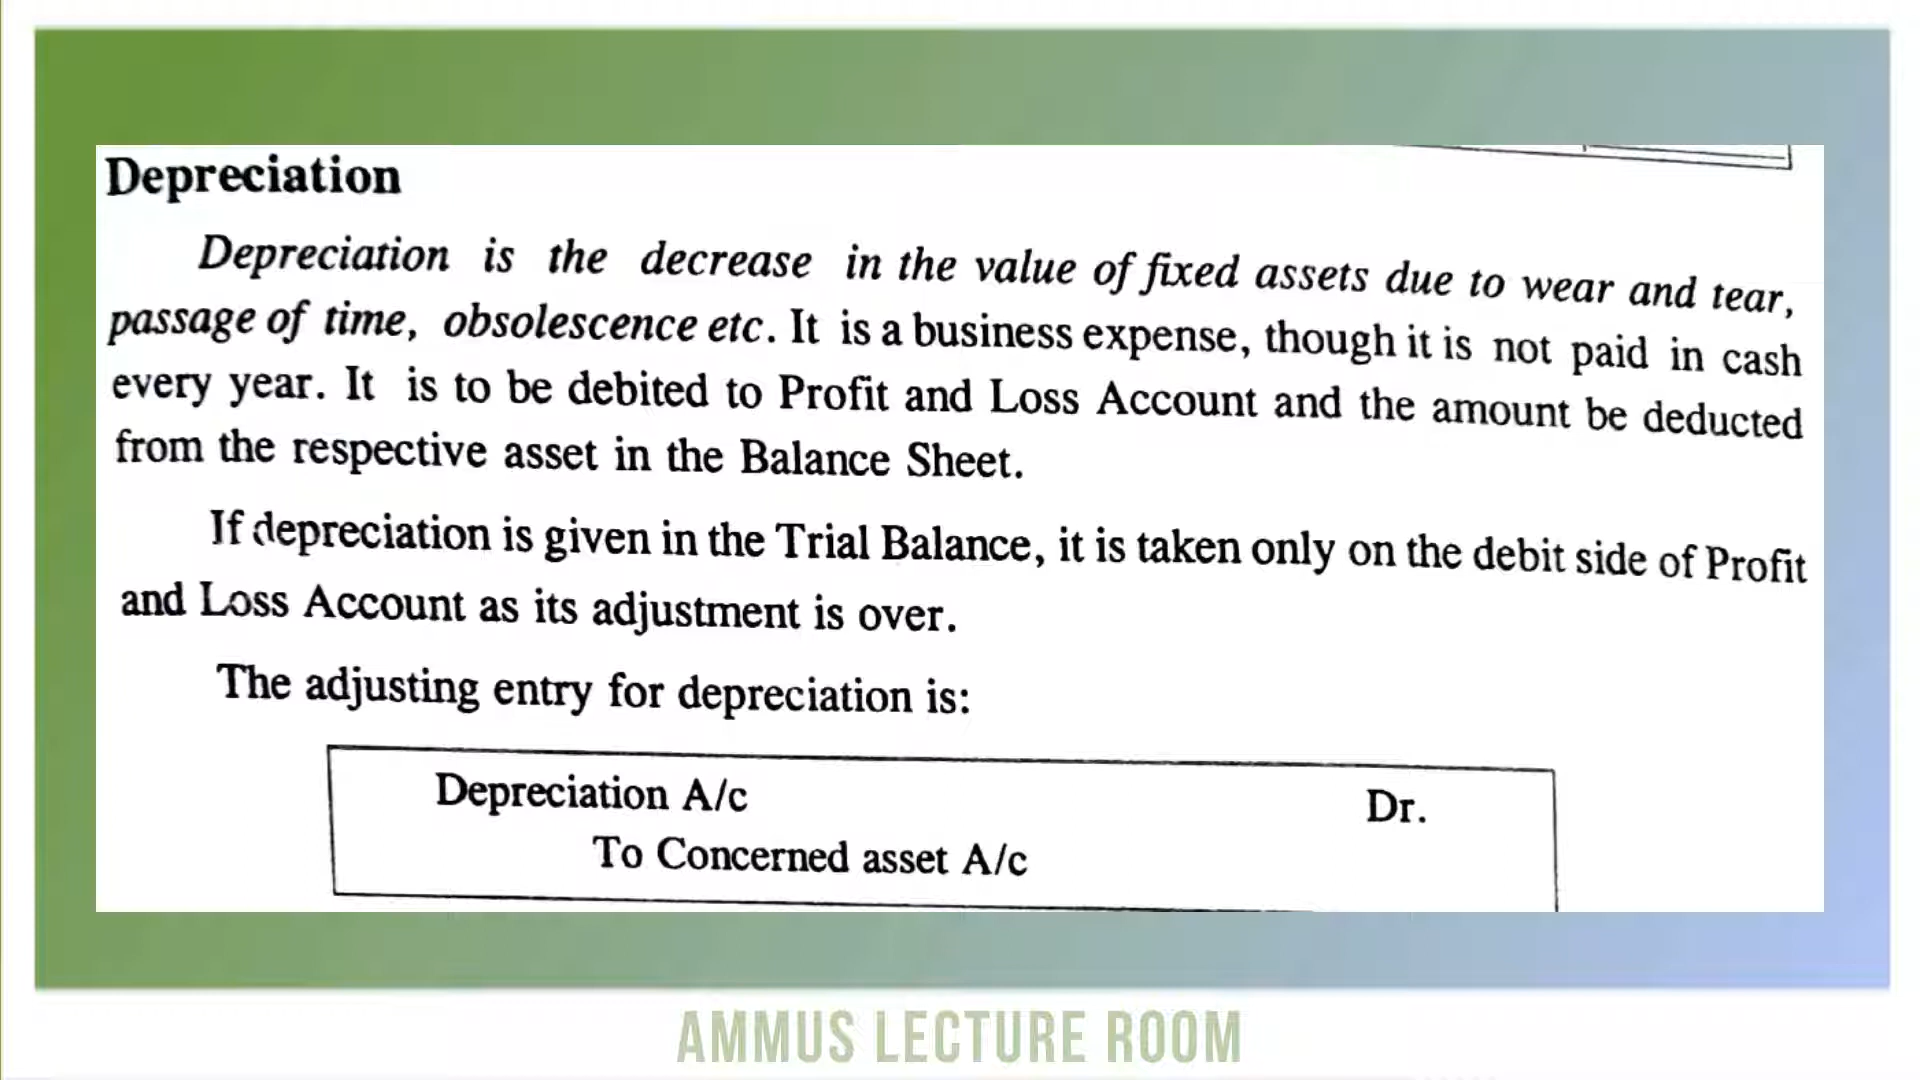 Depreciation
Depreciation is the decrease in the value of fixed assets due to wear and tear,
passage of time, obsolescence etc. It is a business expense, though it is not paid in cash
every year. It is to be debited to Profit and Loss Account and the amount be deducted
from the respective asset in the Balance Sheet.
If depreciation is given in the Trial Balance, it is taken only on the debit side of Profit
and Loss Account as its adjustment is over.
The adjusting entry for depreciation is:
Depreciation A/c Dr.
To Concerned asset A/c
AMMUS LECTURE ROOM